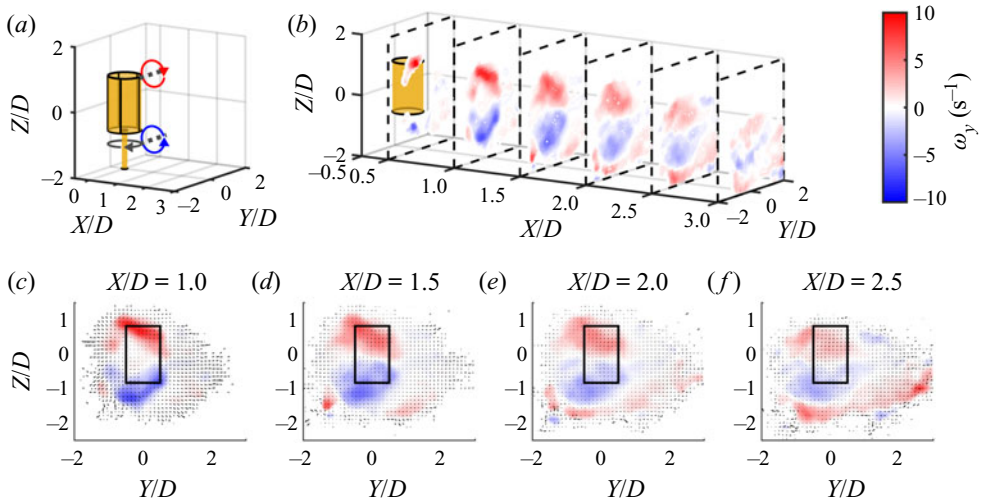 (a)
2
0
−2
Z/D
0
1
2
3
X/D
−2
0
2
Y/D
(b)
2
0
−2
Z/D
−0.5
0.5
1.0
1.5
2.0
2.5
3.0
X/D
−2
0
2
Y/D
10
5
0
−5
−10
ω_y (s⁻¹)
(c) X/D = 1.0
(d) X/D = 1.5
(e) X/D = 2.0
(f) X/D = 2.5
Z/D
1
0
−1
−2
−2 0 2
Y/D
1
0
−1
−2
−2 0 2
Y/D
1
0
−1
−2
−2 0 2
Y/D
1
0
−1
−2
−2 0 2
Y/D